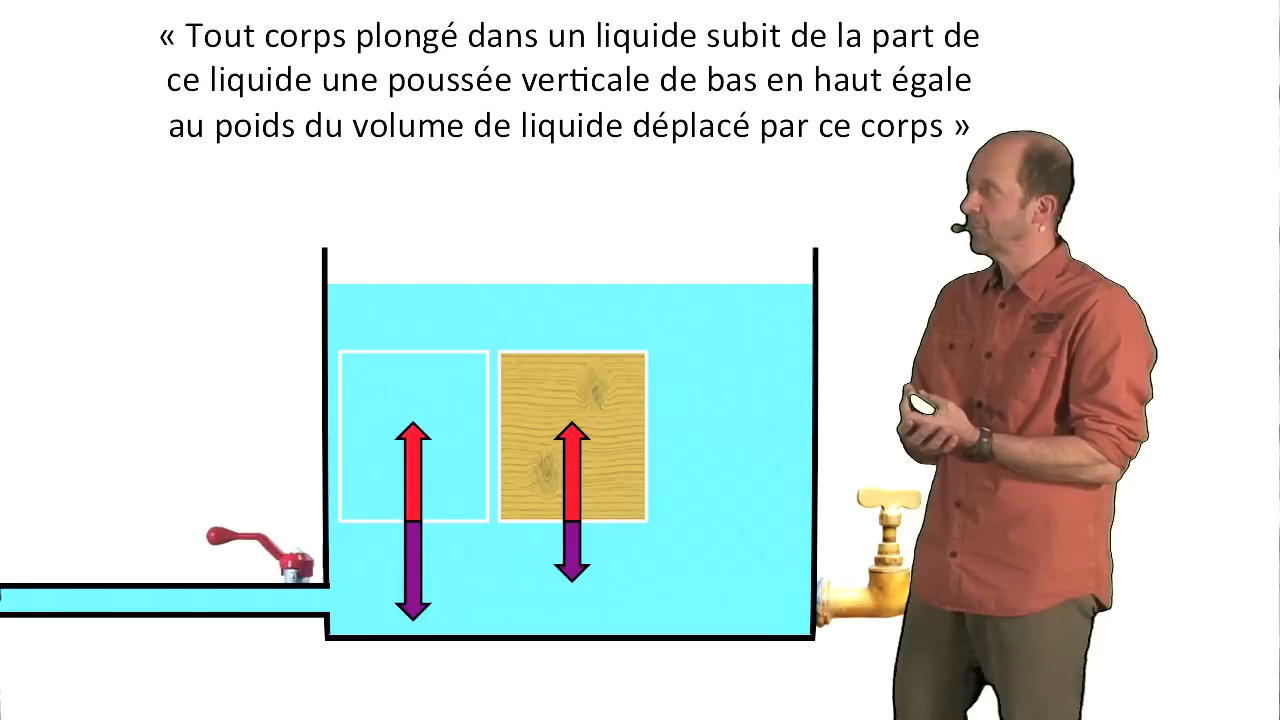 « Tout corps plongé dans un liquide subit de la part de
ce liquide une poussée verticale de bas en haut égale
au poids du volume de liquide déplacé par ce corps »